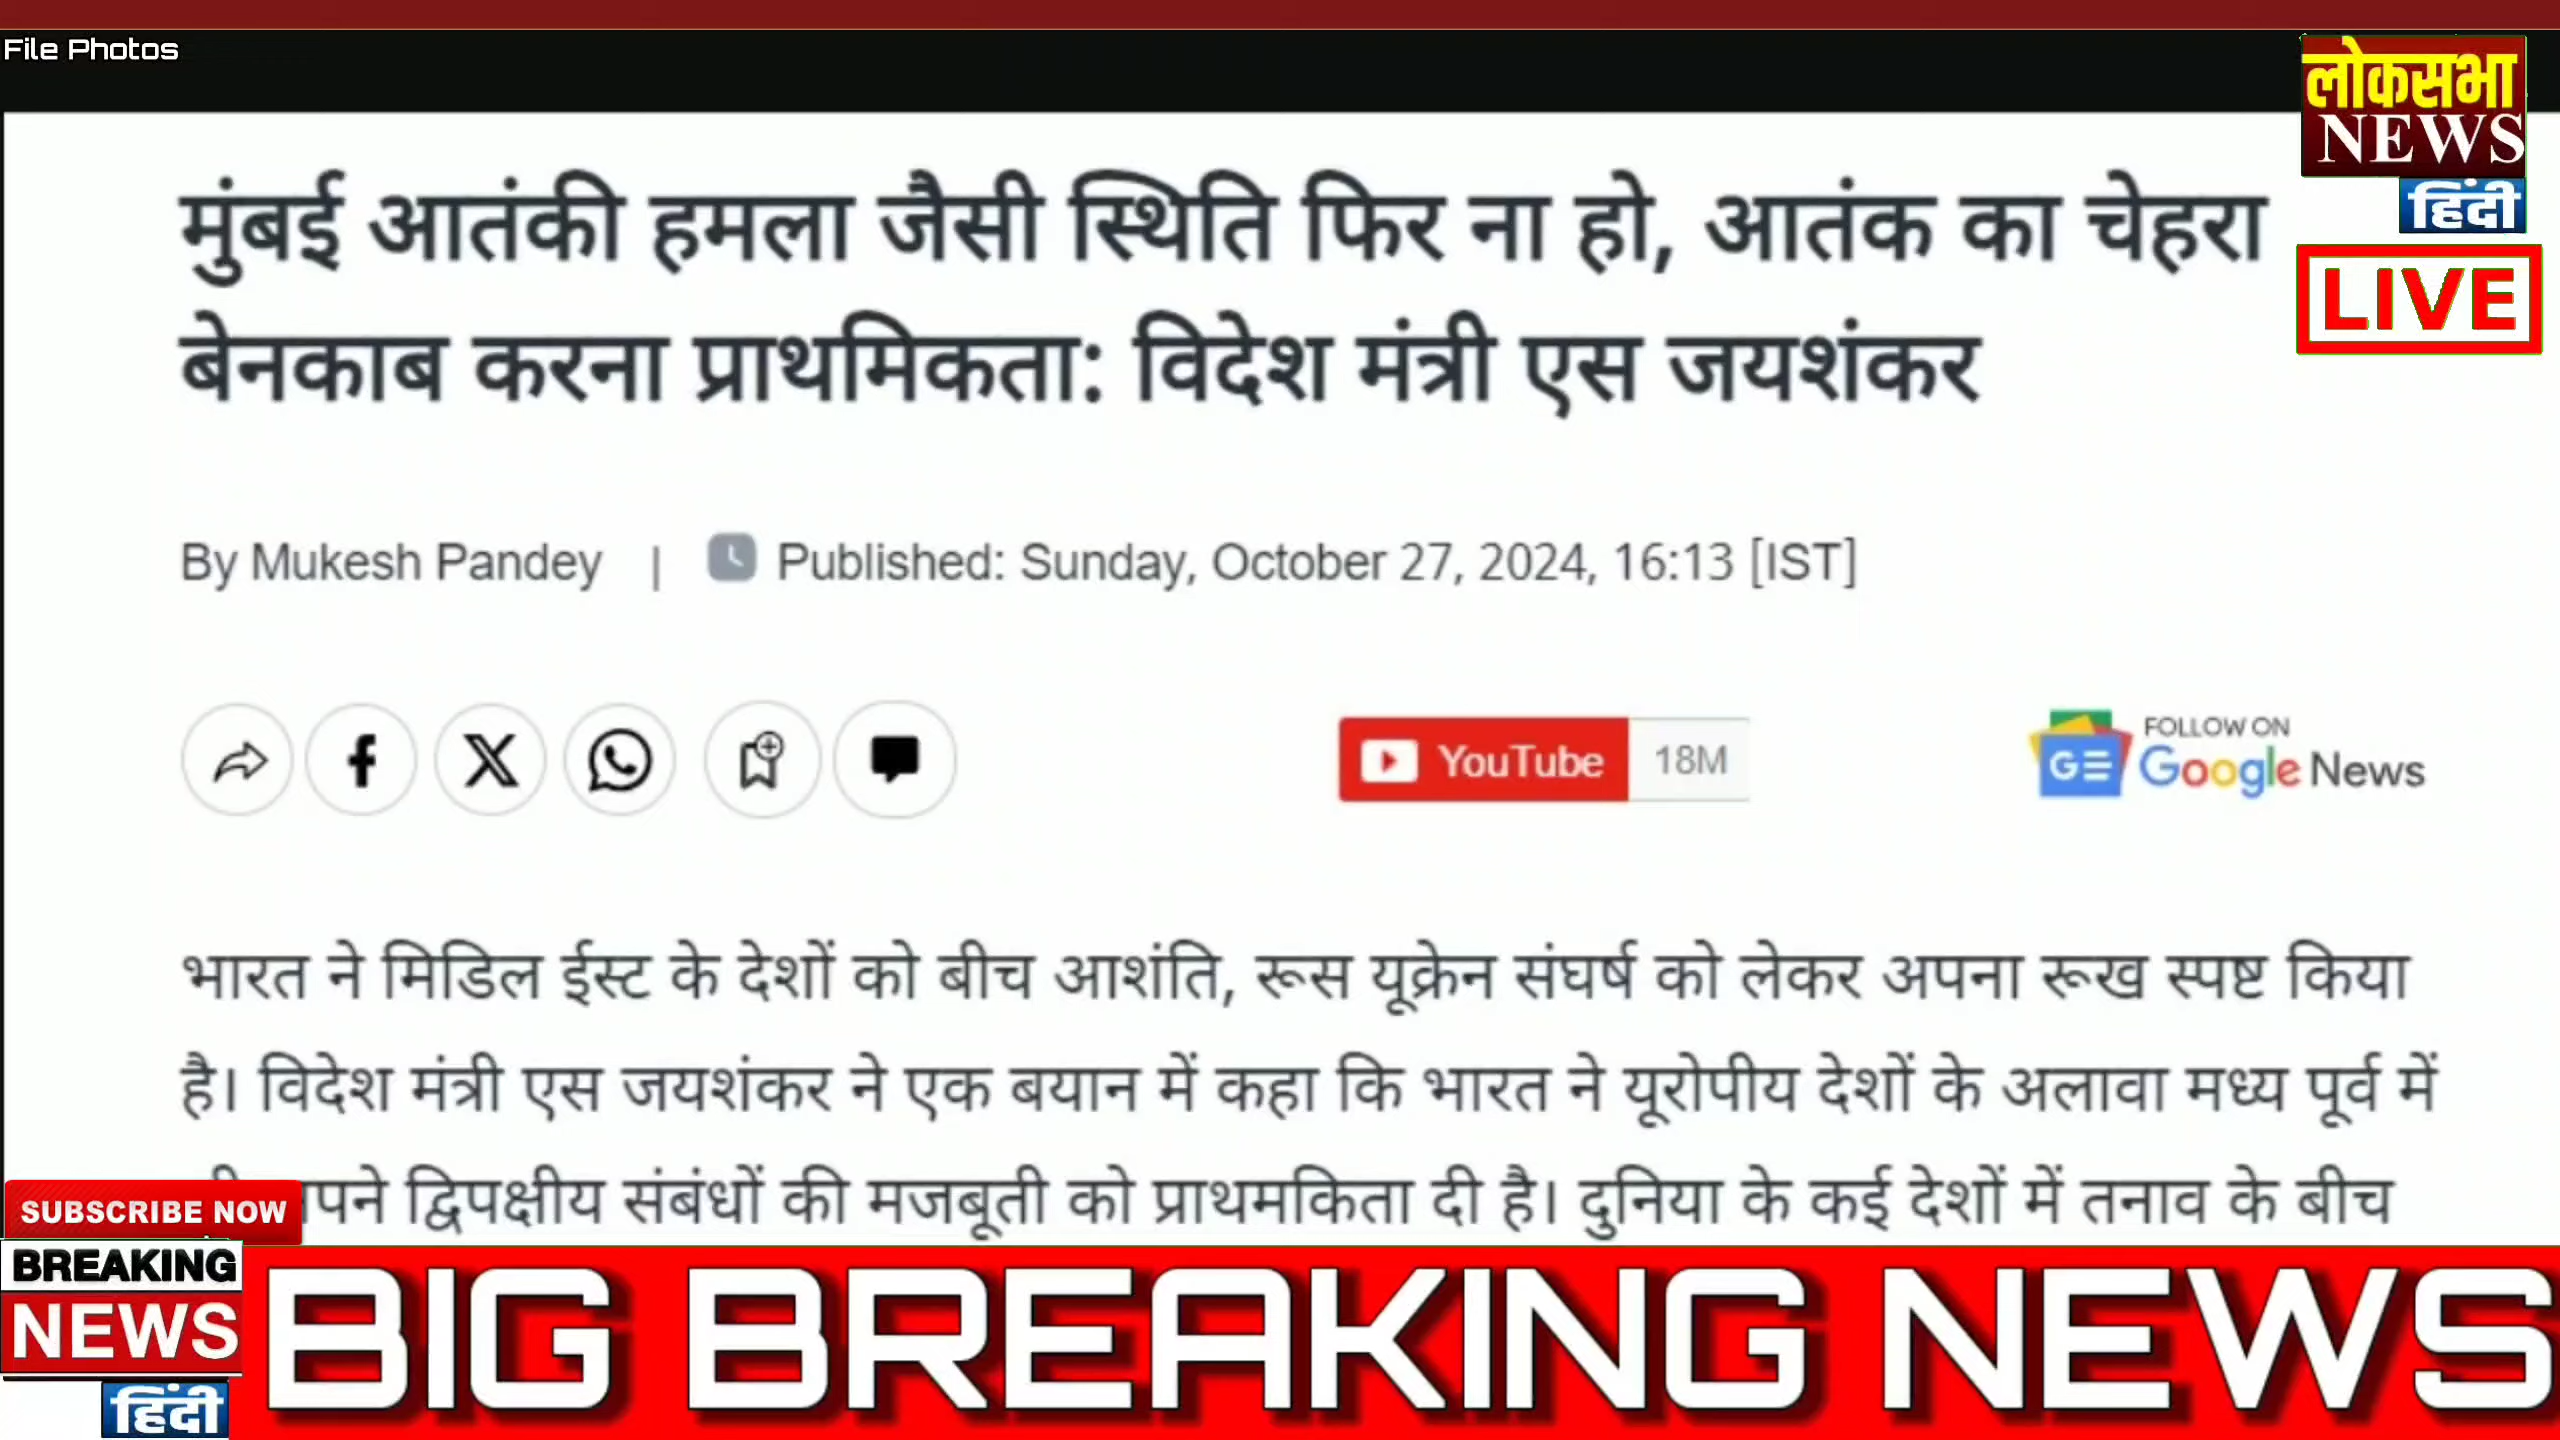 File Photos
लोकसभा
NEWS
हिंदी
LIVE
मुंबई आतंकी हमला जैसी स्थिति फिर ना हो, आतंक का चेहरा
बेनकाब करना प्राथमिकता: विदेश मंत्री एस जयशंकर
By Mukesh Pandey | Published: Sunday, October 27, 2024, 16:13 [IST]
YouTube 18M
FOLLOW ON
Google News
भारत ने मिडिल ईस्ट के देशों को बीच आशंति, रूस यूक्रेन संघर्ष को लेकर अपना रूख स्पष्ट किया
है। विदेश मंत्री एस जयशंकर ने एक बयान में कहा कि भारत ने यूरोपीय देशों के अलावा मध्य पूर्व में
द्विपक्षीय संबंधों की मजबूती को प्राथमकिता दी है। दुनिया के कई देशों में तनाव के बीच
SUBSCRIBE NOW
BREAKING
NEWS
हिंदी
BIG BREAKING NEWS